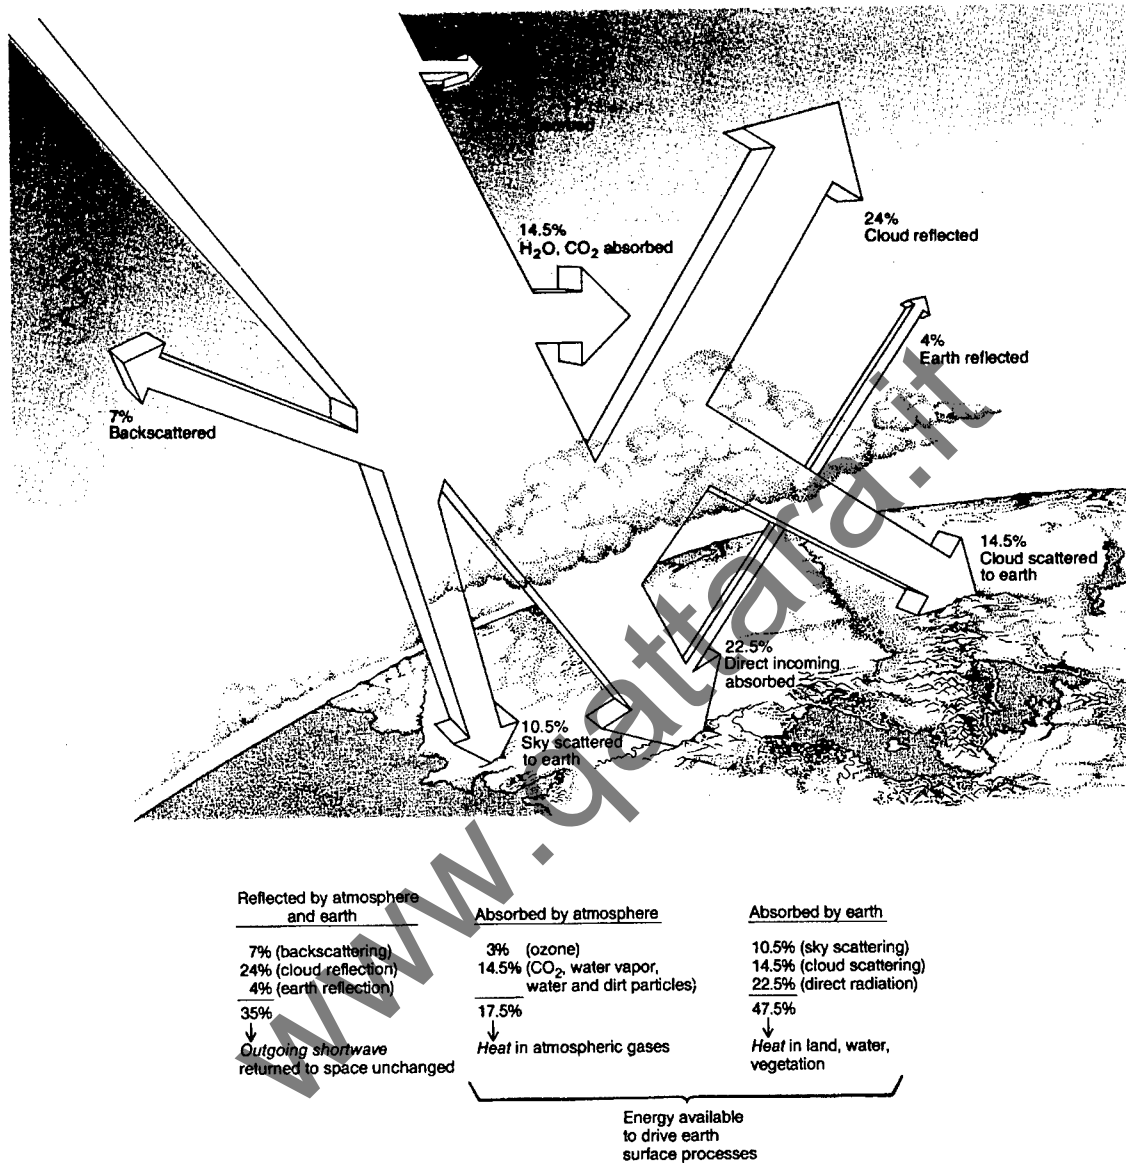 14.5%
H2O, CO2 absorbed
24%
Cloud reflected
4%
Earth reflected
7%
Backscattered
14.5%
Cloud scattered
to earth
22.5%
Direct incoming
absorbed
10.5%
Sky scattered
to earth
www.qattara.it
Reflected by atmosphere
and earth
7% (backscattering)
24% (cloud reflection)
4% (earth reflection)
35%
Outgoing shortwave
returned to space unchanged
Absorbed by atmosphere
3% (ozone)
14.5% (CO2, water vapor,
water and dirt particles)
17.5%
Heat in atmospheric gases
Absorbed by earth
10.5% (sky scattering)
14.5% (cloud scattering)
22.5% (direct radiation)
47.5%
Heat in land, water,
vegetation
Energy available
to drive earth
surface processes